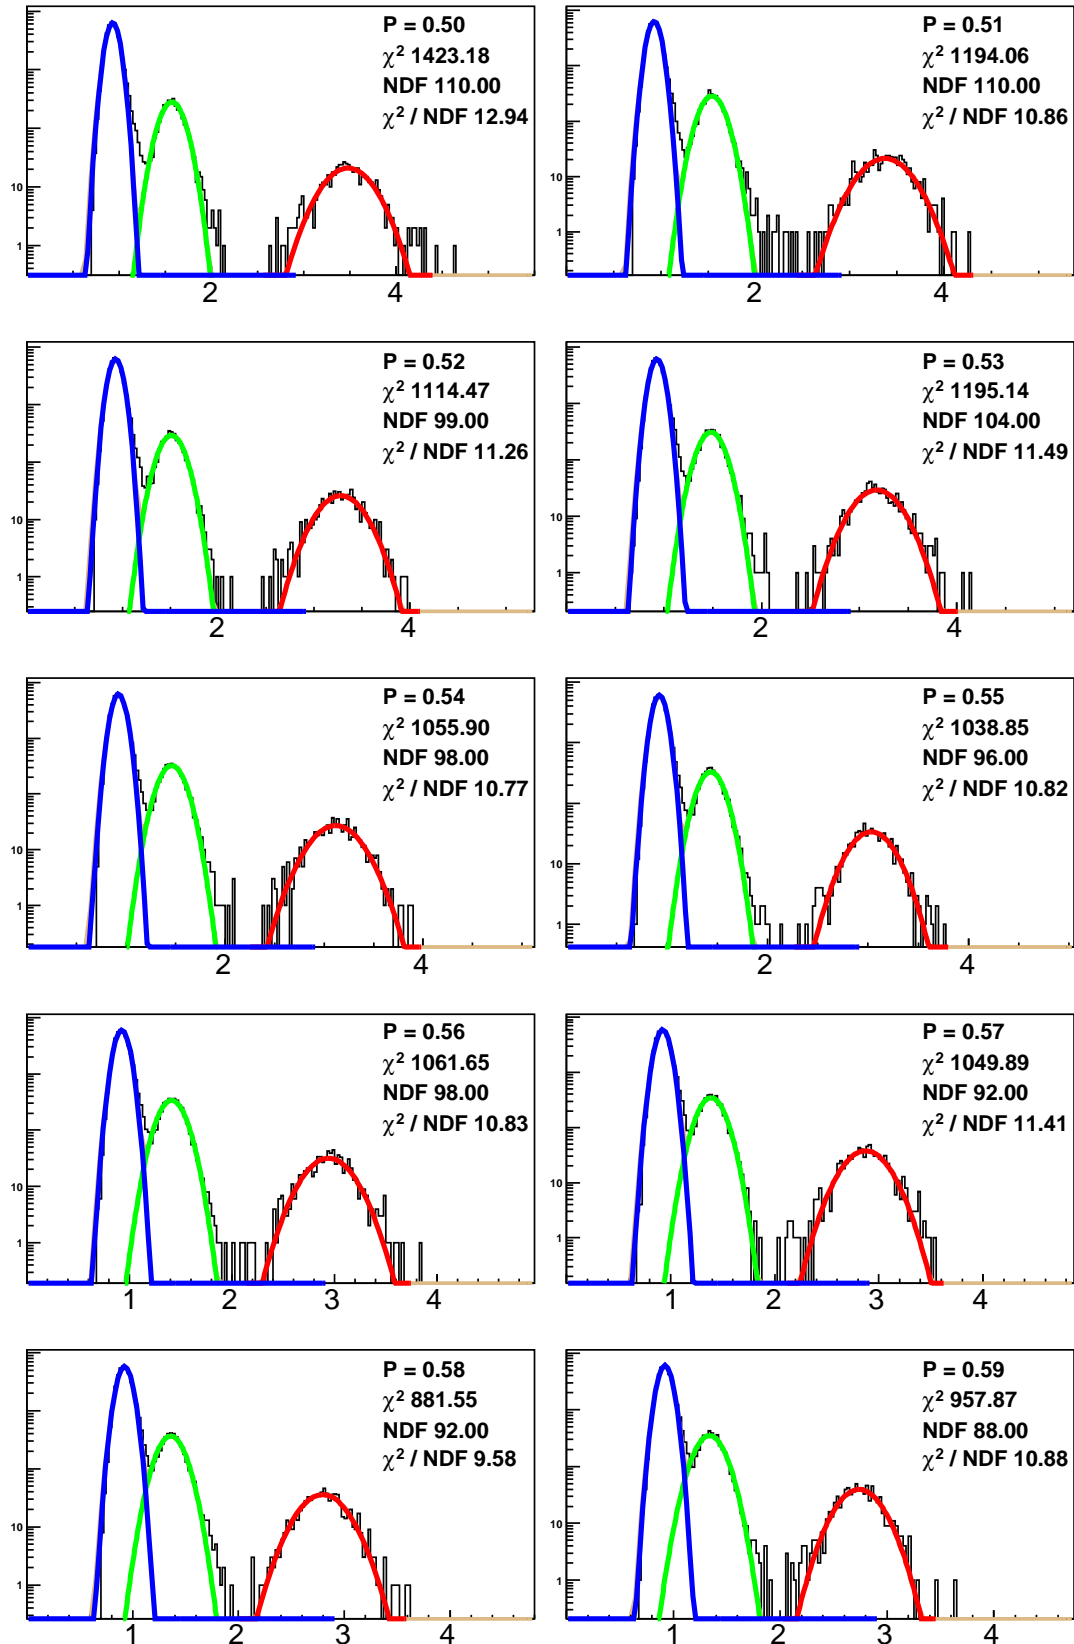 P = 0.50
χ² 1423.18
NDF 110.00
χ² / NDF 12.94
10
1
2 4
P = 0.51
χ² 1194.06
NDF 110.00
χ² / NDF 10.86
10
1
2 4
P = 0.52
χ² 1114.47
NDF 99.00
χ² / NDF 11.26
10
1
2 4
P = 0.53
χ² 1195.14
NDF 104.00
χ² / NDF 11.49
10
1
2 4
P = 0.54
χ² 1055.90
NDF 98.00
χ² / NDF 10.77
10
1
2 4
P = 0.55
χ² 1038.85
NDF 96.00
χ² / NDF 10.82
10
1
2 4
P = 0.56
χ² 1061.65
NDF 98.00
χ² / NDF 10.83
10
1
1 2 3 4
P = 0.57
χ² 1049.89
NDF 92.00
χ² / NDF 11.41
10
1
1 2 3 4
P = 0.58
χ² 881.55
NDF 92.00
χ² / NDF 9.58
10
1
1 2 3 4
P = 0.59
χ² 957.87
NDF 88.00
χ² / NDF 10.88
10
1
1 2 3 4